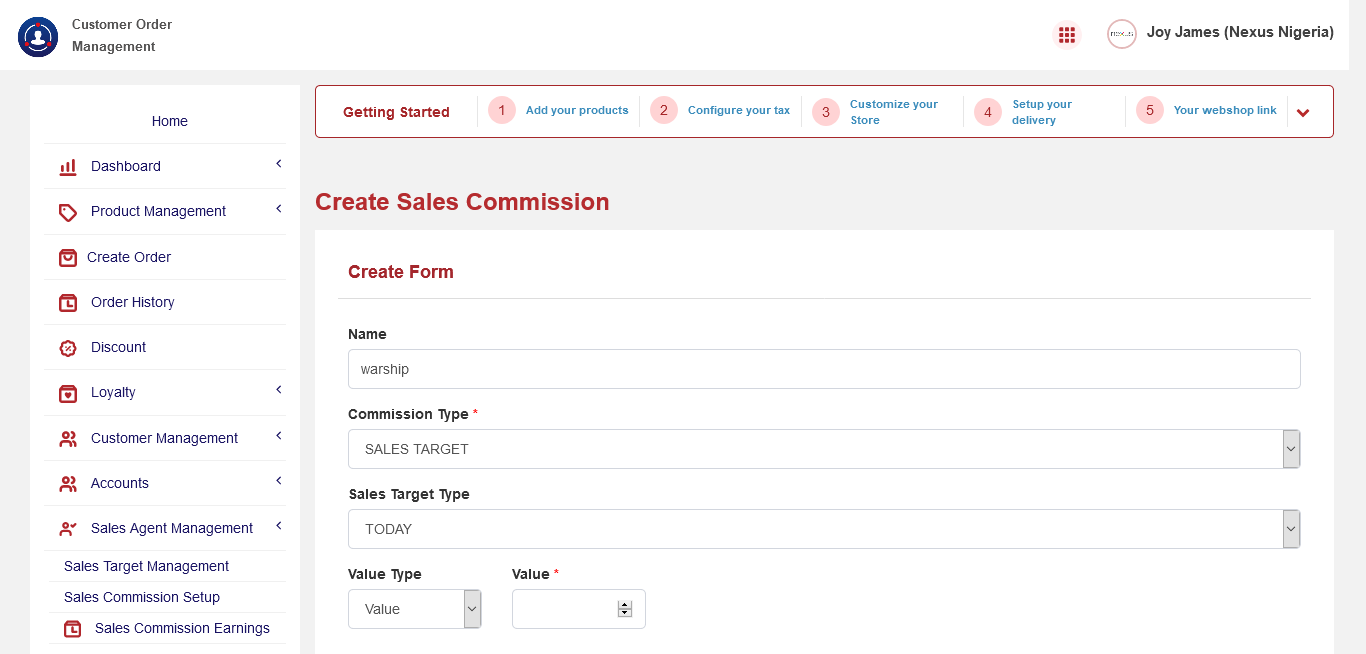 Customer Order
Management
nexus
Joy James (Nexus Nigeria)
Home
Dashboard
Product Management
Create Order
Order History
Discount
Loyalty
Customer Management
Accounts
Sales Agent Management
Sales Target Management
Sales Commission Setup
Sales Commission Earnings
Getting Started
1 Add your products
2 Configure your tax
3 Customize your
Store
4 Setup your
delivery
5 Your webshop link
Create Sales Commission
Create Form
Name
warship
Commission Type *
SALES TARGET
Sales Target Type
TODAY
Value Type Value *
Value